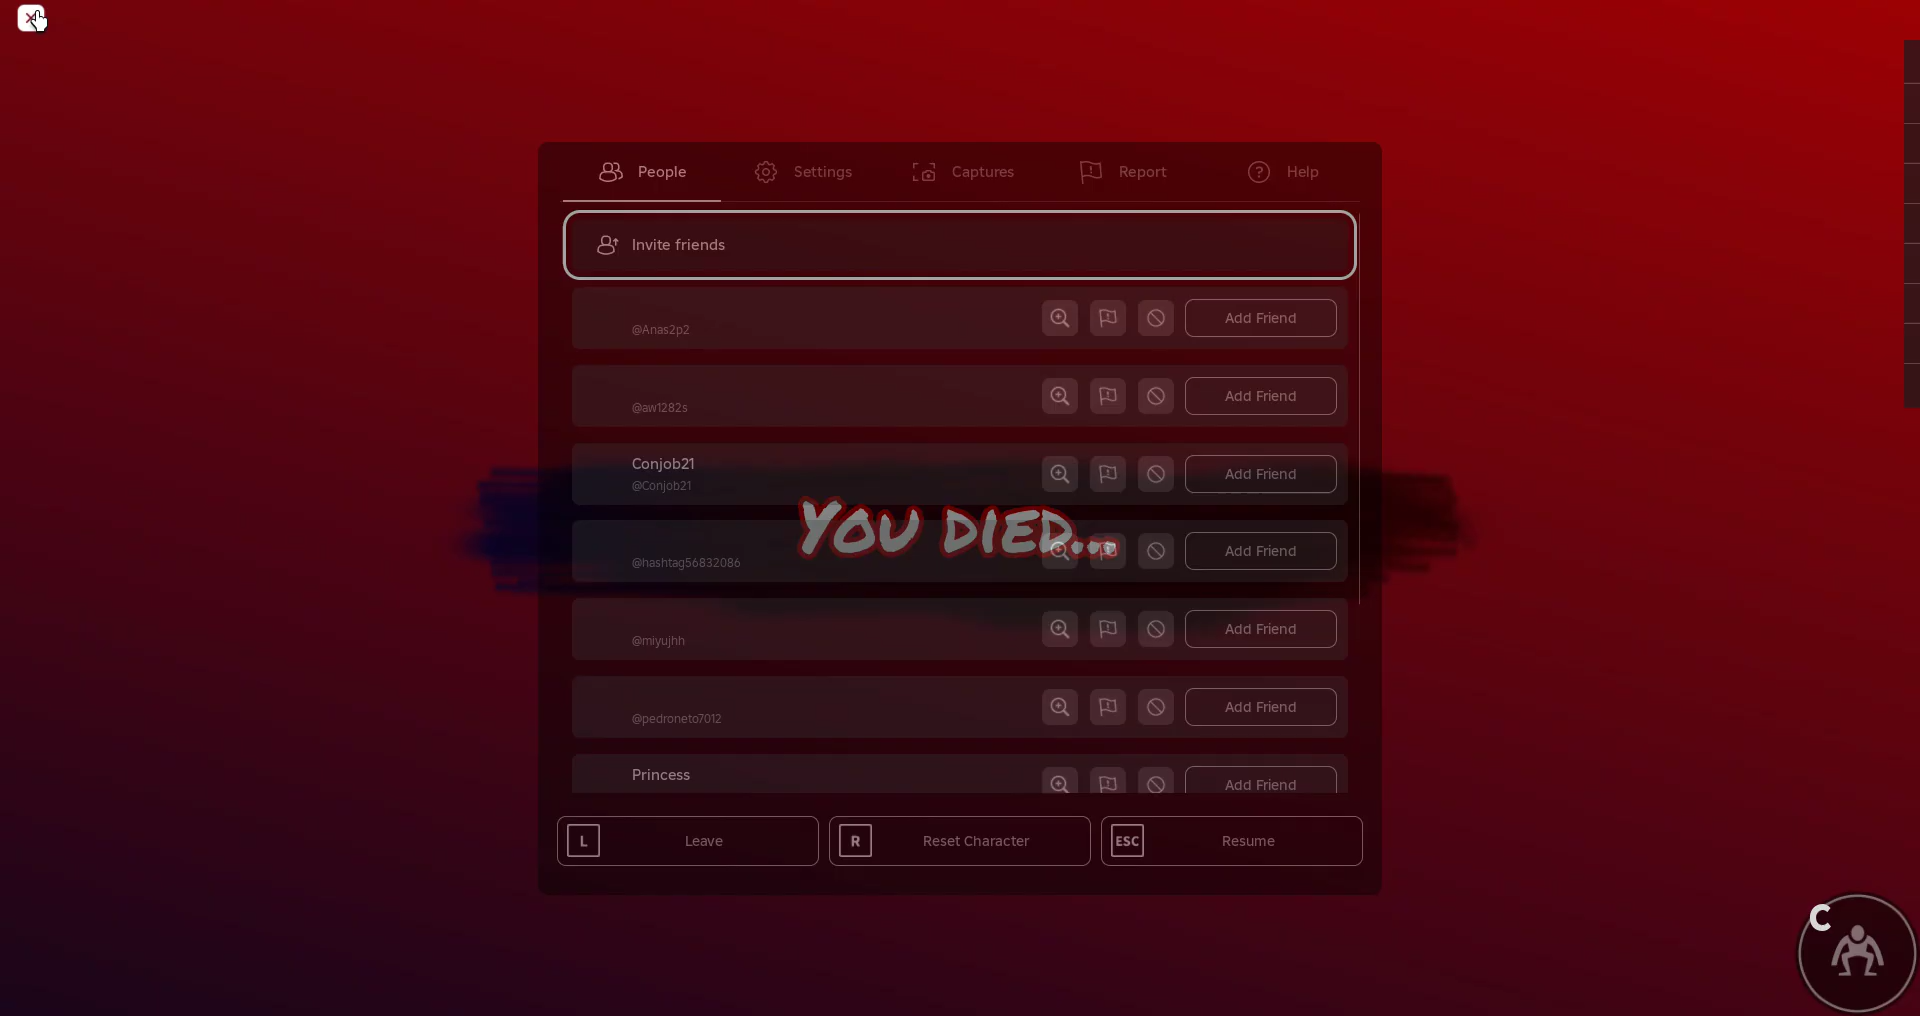 People Settings Captures Report Help
Invite friends
@Anas2p2 Add Friend
@aw1282s Add Friend
Conjob21
@Conjob21 Add Friend
You died...
@hashtag56832086 Add Friend
@miyujhh Add Friend
@pedroneto7012 Add Friend
Princess
Add Friend
L Leave R Reset Character ESC Resume
C